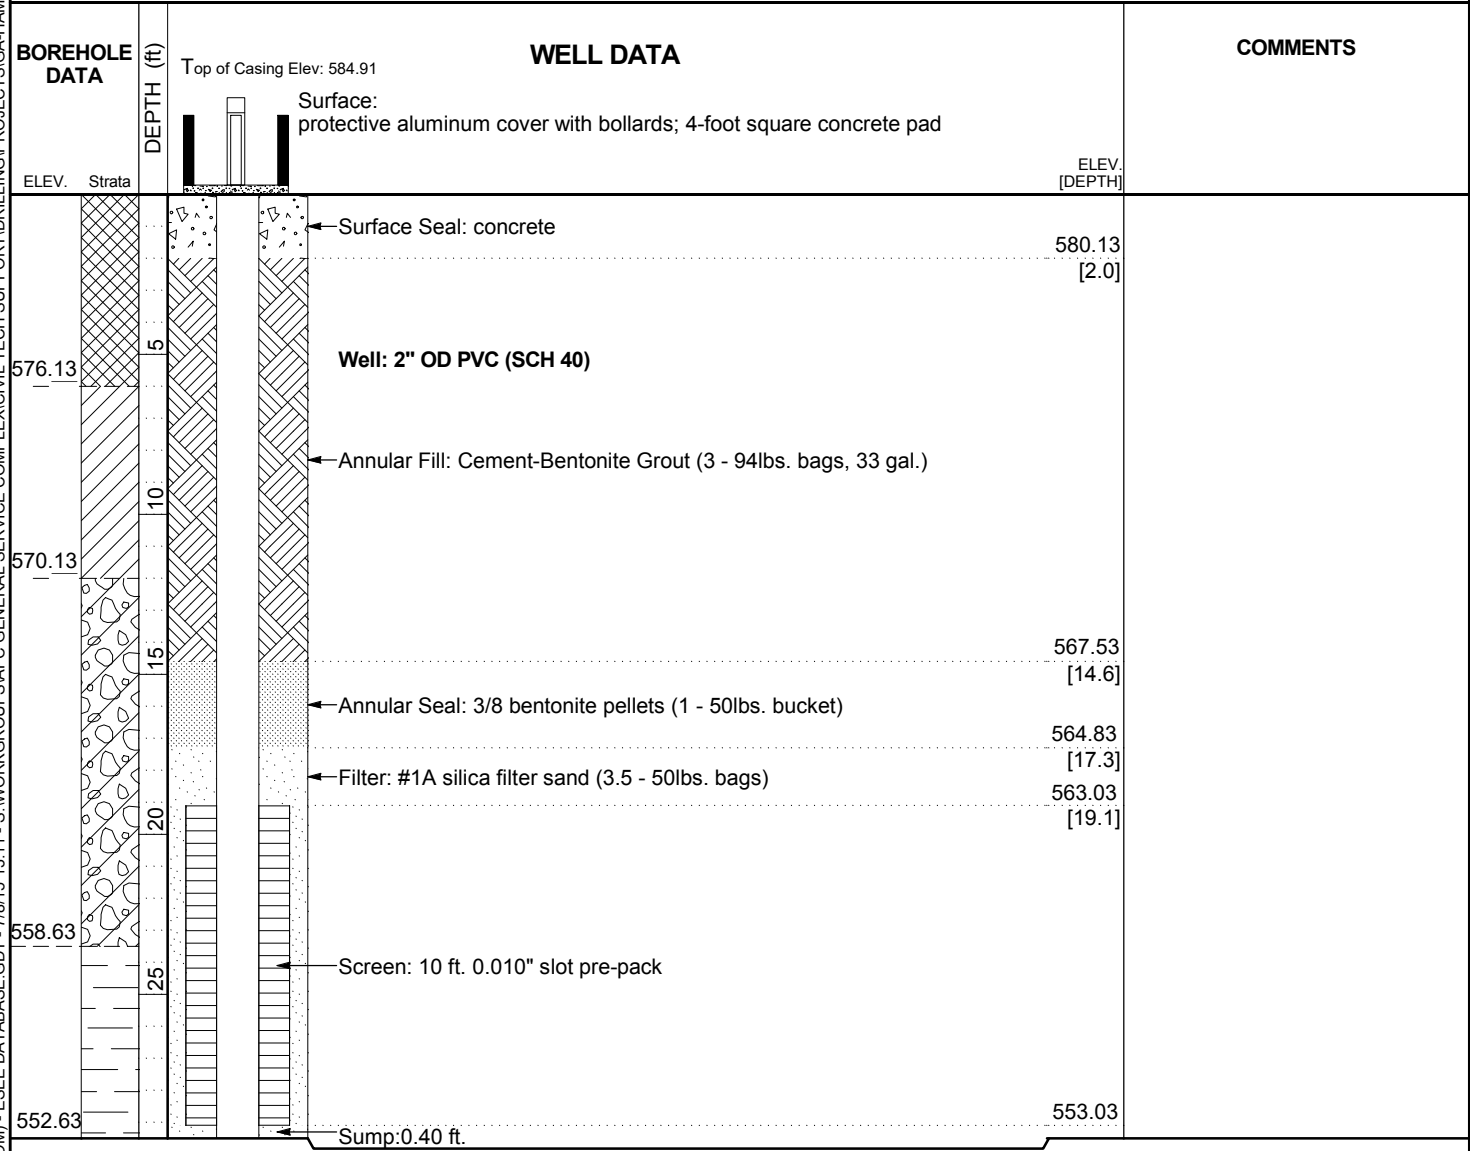 BOREHOLE
DATA
DEPTH (ft)
WELL DATA
COMMENTS
Top of Casing Elev: 584.91
Surface:
protective aluminum cover with bollards; 4-foot square concrete pad
ELEV. Strata
ELEV.
[DEPTH]
Surface Seal: concrete
580.13
[2.0]
5
Well: 2" OD PVC (SCH 40)
576.13
Annular Fill: Cement-Bentonite Grout (3 - 94lbs. bags, 33 gal.)
10
570.13
567.53
15
[14.6]
Annular Seal: 3/8 bentonite pellets (1 - 50lbs. bucket)
564.83
[17.3]
Filter: #1A silica filter sand (3.5 - 50lbs. bags)
563.03
20
[19.1]
558.63
Screen: 10 ft. 0.010" slot pre-pack
25
553.03
552.63
Sump:0.40 ft.